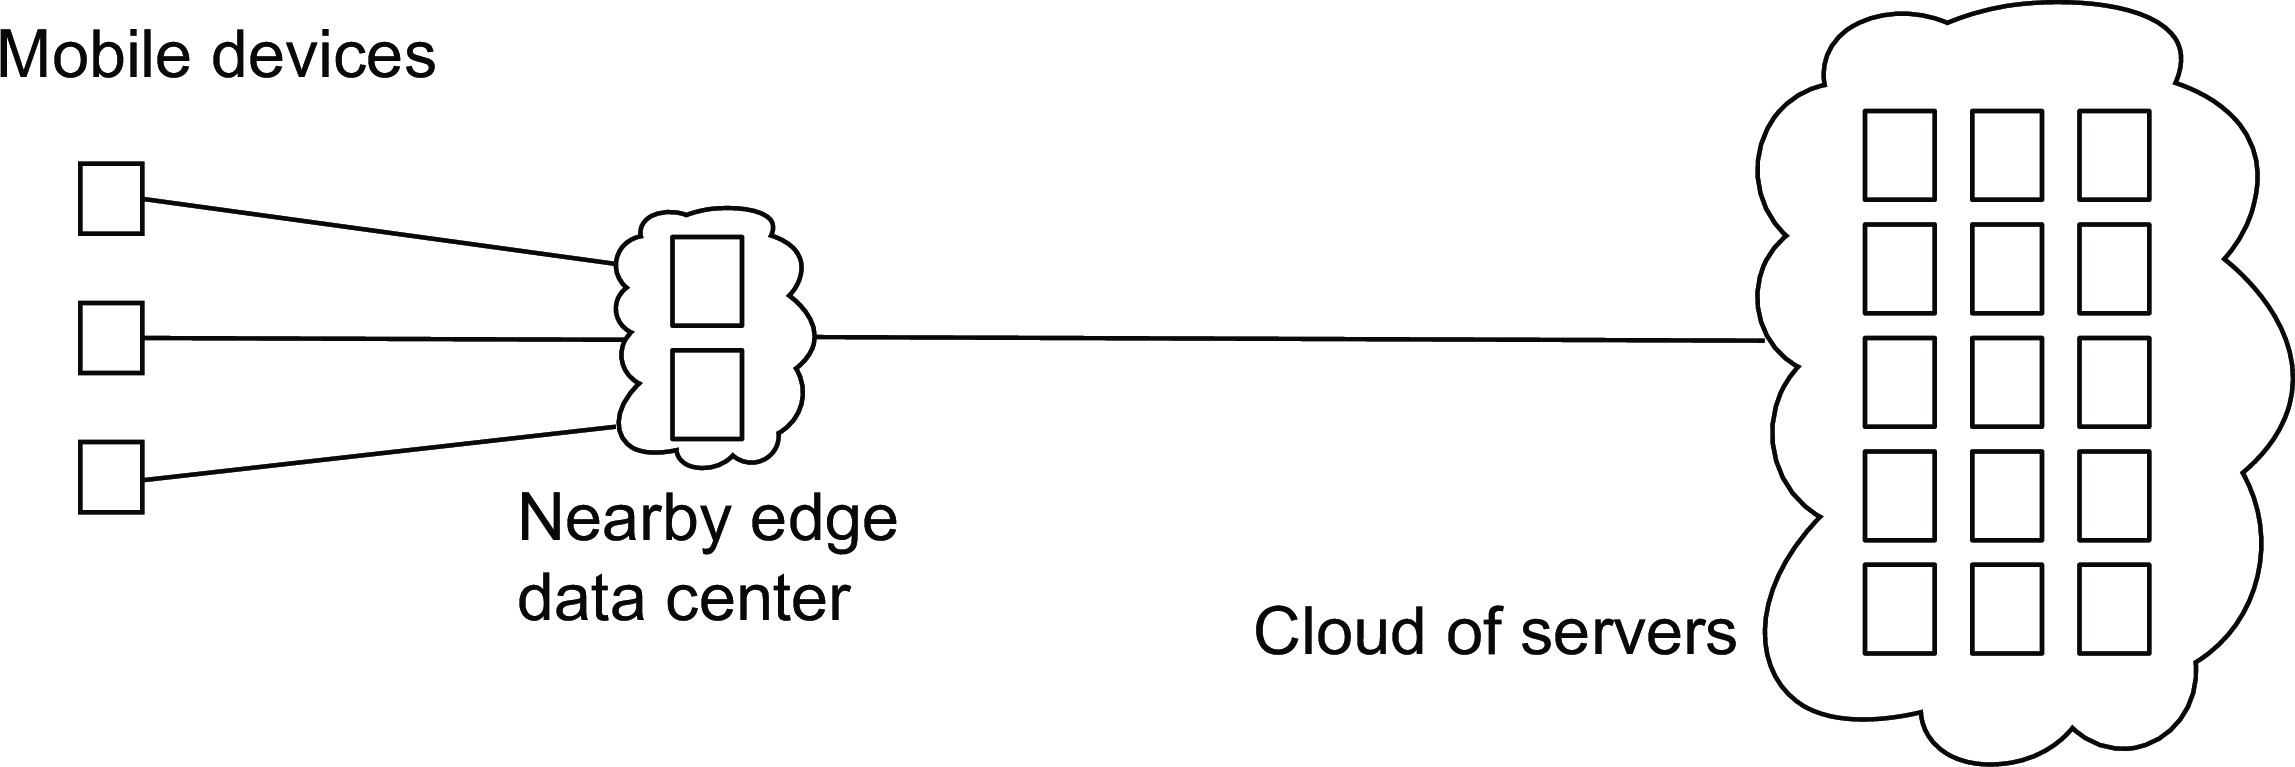 Mobile devices
Nearby edge
data center
Cloud of servers